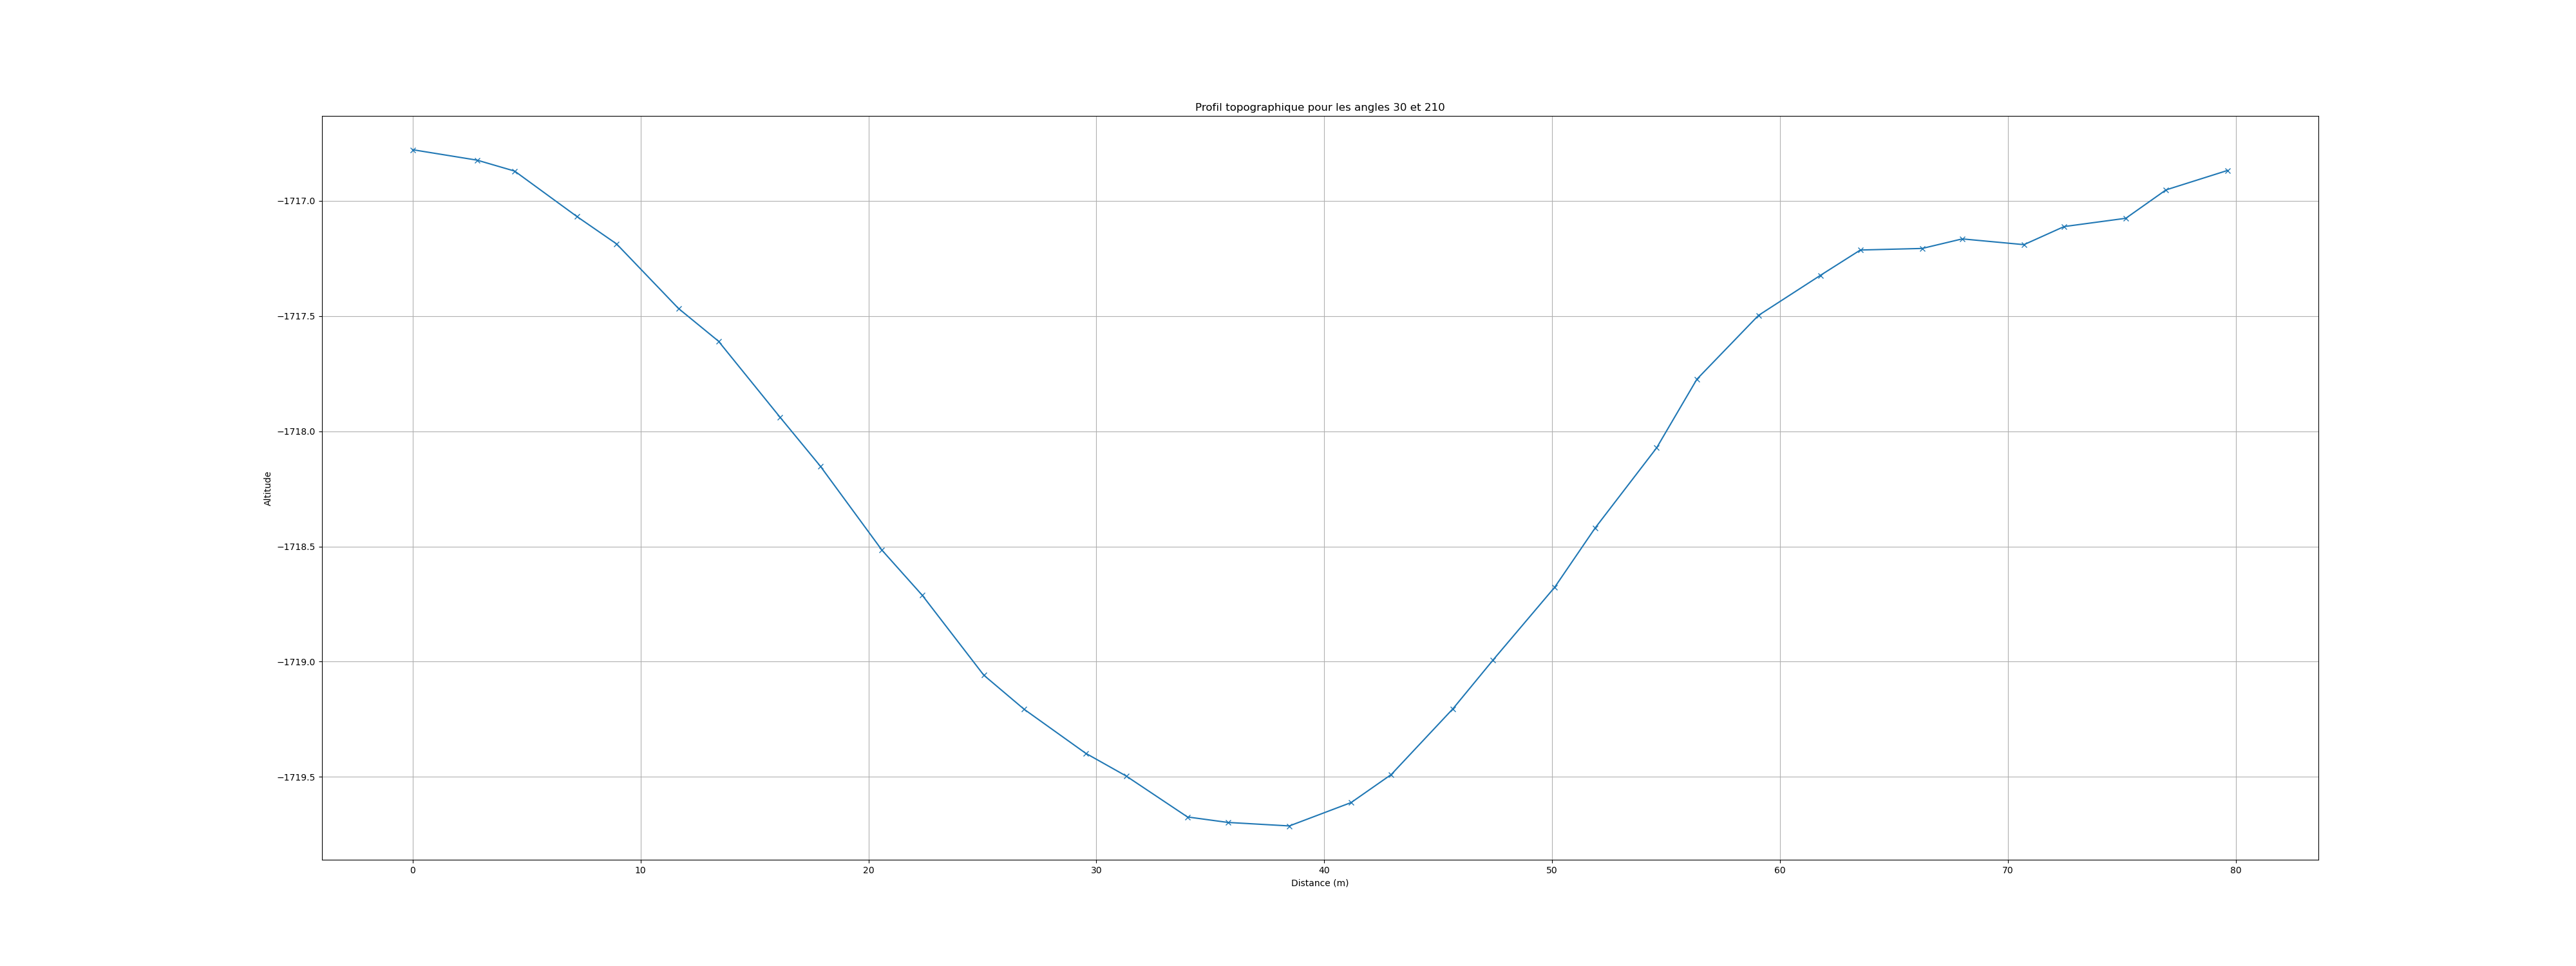 Profil topographique pour les angles 30 et 210
−1717.0
−1717.5
−1718.0
−1718.5
−1719.0
−1719.5
Altitude
0 10 20 30 40 50 60 70 80
Distance (m)